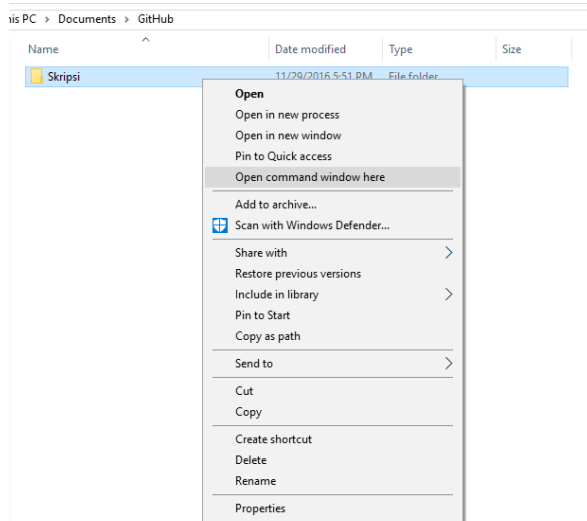 his PC > Documents > GitHub
Name Date modified Type Size
Skripsi 11/29/2016 5:51 PM File folder
Open
Open in new process
Open in new window
Pin to Quick access
Open command window here
Add to archive...
Scan with Windows Defender...
Share with
Restore previous versions
Include in library
Pin to Start
Copy as path
Send to
Cut
Copy
Create shortcut
Delete
Rename
Properties